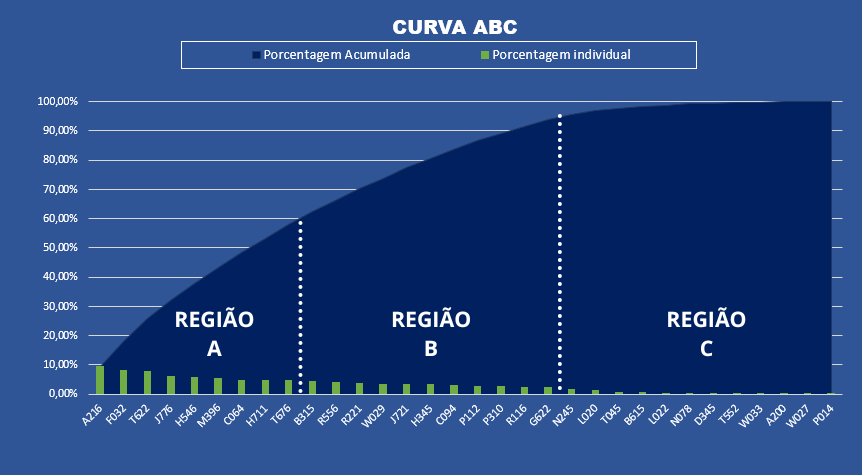 CURVA ABC
Porcentagem Acumulada
Porcentagem individual
100,00%
90,00%
80,00%
70,00%
60,00%
50,00%
40,00%
30,00%
20,00%
10,00%
0,00%
REGIÃO
A
REGIÃO
B
REGIÃO
C
A216
F032
T622
J776
H546
M396
C064
H711
T676
B315
R556
R221
W029
J721
H345
C094
P112
P310
R116
G622
N245
L020
T045
B615
L022
N078
D345
T552
W033
A200
W027
P014